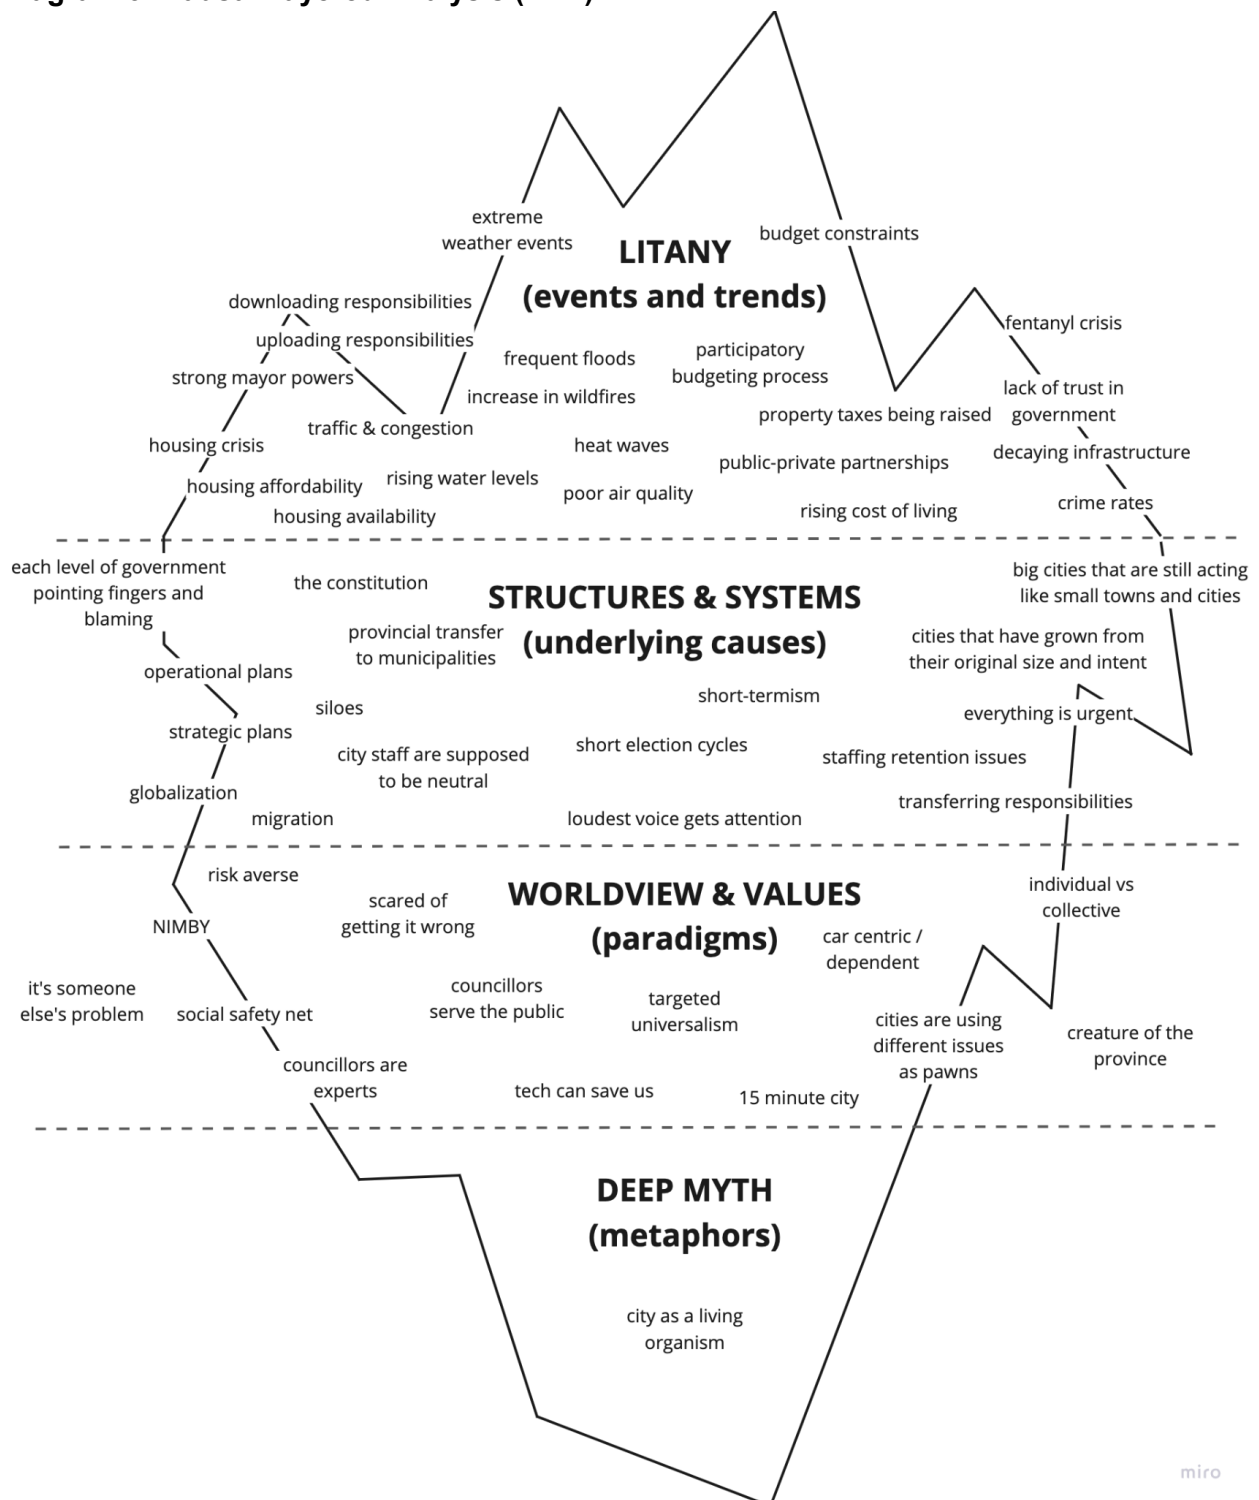 extreme
weather events
LITANY
(events and trends)
budget constraints
downloading responsibilities
uploading responsibilities
strong mayor powers
traffic & congestion
housing crisis
housing affordability
housing availability
frequent floods
increase in wildfires
rising water levels
heat waves
poor air quality
participatory
budgeting process
property taxes being raised
public-private partnerships
rising cost of living
fentanyl crisis
lack of trust in
government
decaying infrastructure
crime rates
each level of government
pointing fingers and
blaming
the constitution
STRUCTURES & SYSTEMS
(underlying causes)
big cities that are still acting
like small towns and cities
provincial transfer
to municipalities
cities that have grown from
their original size and intent
operational plans
siloes
short-termism
everything is urgent
strategic plans
city staff are supposed
to be neutral
short election cycles
staffing retention issues
globalization
migration
loudest voice gets attention
transferring responsibilities
risk averse
scared of
getting it wrong
WORLDVIEW & VALUES
(paradigms)
individual vs
collective
NIMBY
car centric /
dependent
it's someone
else's problem
social safety net
councillors
serve the public
targeted
universalism
cities are using
different issues
as pawns
creature of the
province
councillors are
experts
tech can save us
15 minute city
DEEP MYTH
(metaphors)
city as a living
organism
miro